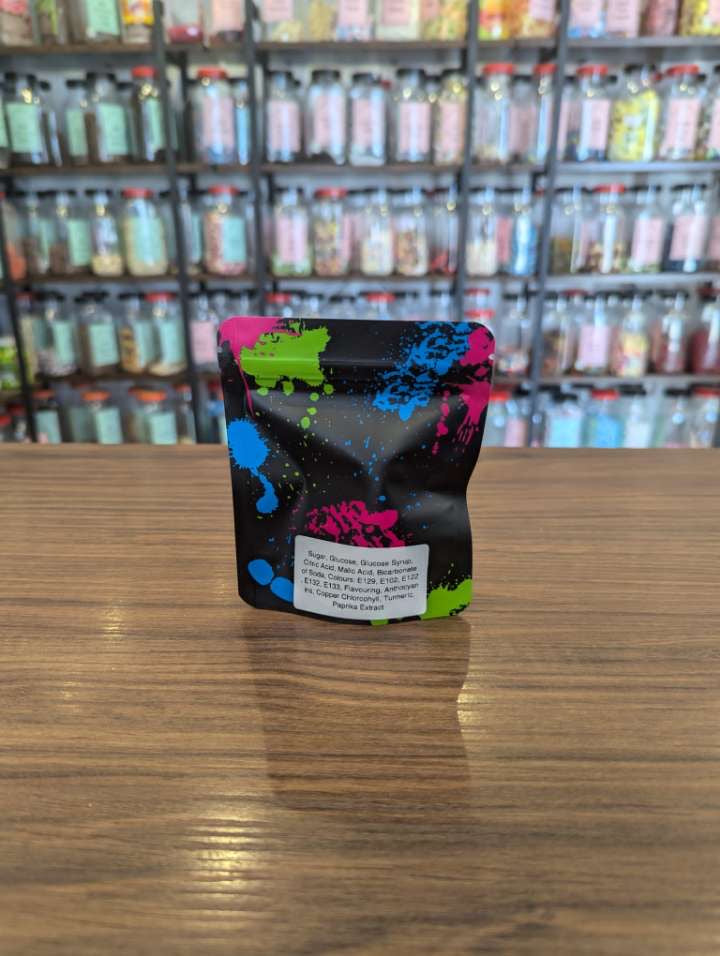 Sugar, Glucose, Glucose Syrup,
Citric Acid, Malic Acid, Bicarbonate
of Soda, Colours: E129, E102, E122
, E132, E133, Flavouring, Anthocyan
ins, Copper Chlorophyll, Turmeric,
Paprika Extract